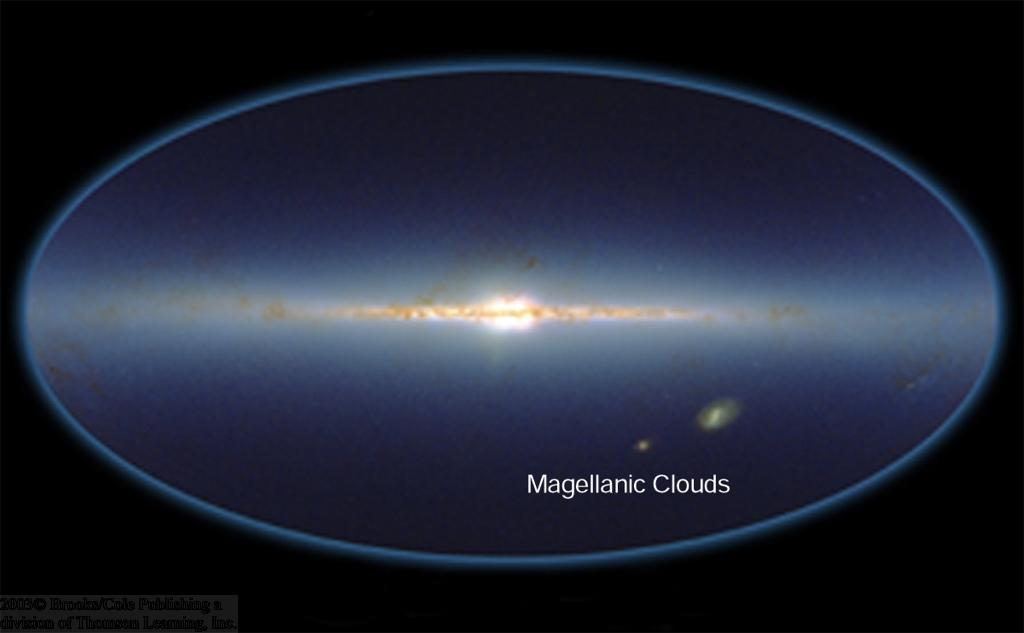 Magellanic Clouds
2003© Brooks/Cole Publishing a
division of Thomson Learning, Inc.